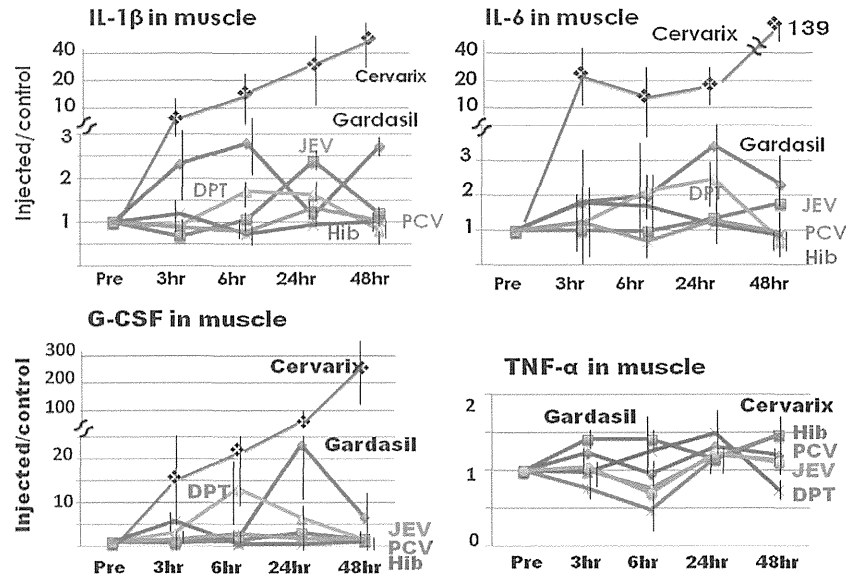 IL-1β in muscle
40
20
10
3
2
1
Injected/control
Cervarix
Gardasil
JEV
DPT
PCV
Hib
Pre 3hr 6hr 24hr 48hr
IL-6 in muscle
40
20
10
3
2
1
Cervarix
139
Gardasil
DPT
JEV
PCV
Hib
Pre 3hr 6hr 24hr 48hr
G-CSF in muscle
300
200
100
20
10
Injected/control
Cervarix
Gardasil
DPT
JEV
PCV
Hib
Pre 3hr 6hr 24hr 48hr
TNF-α in muscle
2
1
0
Gardasil
Cervarix
Hib
PCV
JEV
DPT
Pre 3hr 6hr 24hr 48hr